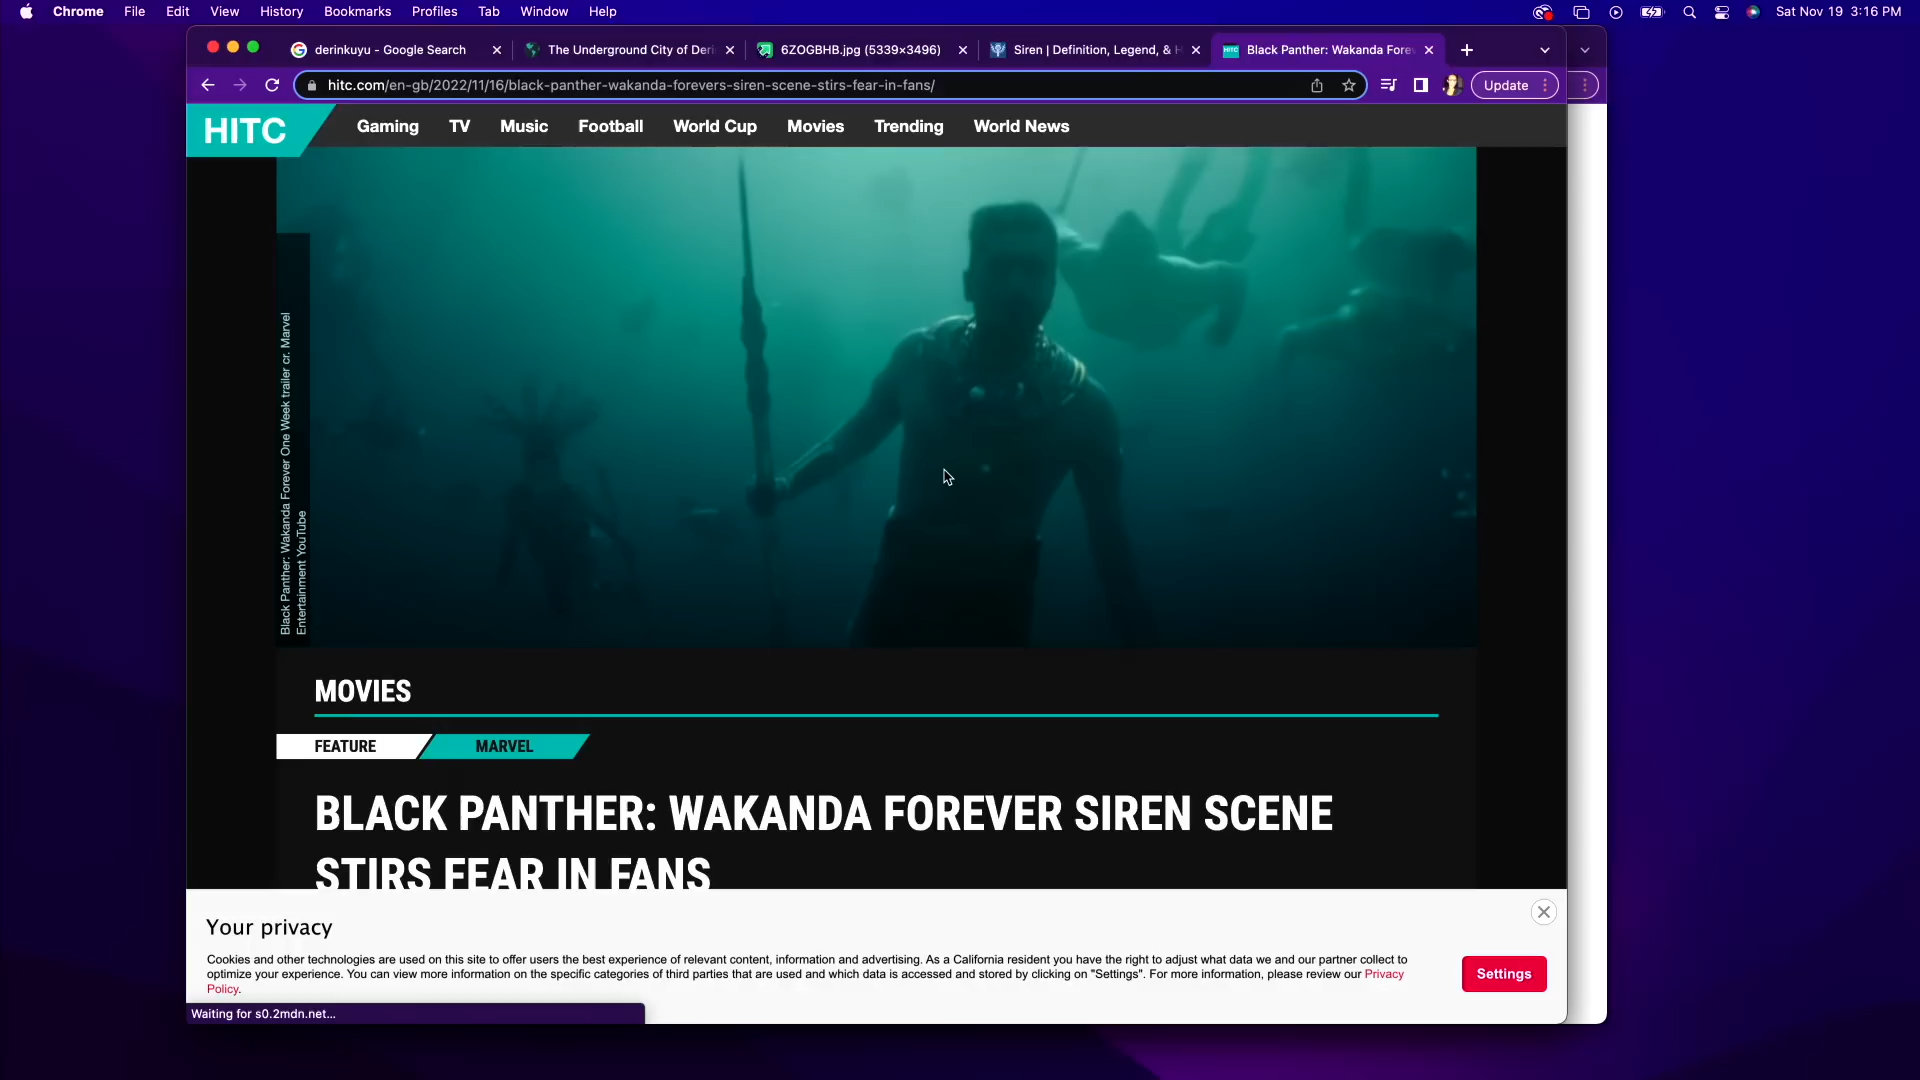 Chrome File Edit View History Bookmarks Profiles Tab Window Help Sat Nov 19 3:16 PM
derinkuyu - Google Search The Underground City of Deri 6ZOGBHB.jpg (5339×3496) Siren | Definition, Legend, & H HITC Black Panther: Wakanda Forev
hitc.com/en-gb/2022/11/16/black-panther-wakanda-forevers-siren-scene-stirs-fear-in-fans/ Update
HITC Gaming TV Music Football World Cup Movies Trending World News
Black Panther: Wakanda Forever One Week trailer cr. Marvel
Entertainment YouTube
MOVIES
FEATURE MARVEL
BLACK PANTHER: WAKANDA FOREVER SIREN SCENE
STIRS FEAR IN FANS
Your privacy
Cookies and other technologies are used on this site to offer users the best experience of relevant content, information and advertising. As a California resident you have the right to adjust what data we and our partner collect to
optimize your experience. You can view more information on the specific categories of third parties that are used and which data is accessed and stored by clicking on "Settings". For more information, please review our Privacy
Policy.
Settings
Waiting for s0.2mdn.net...